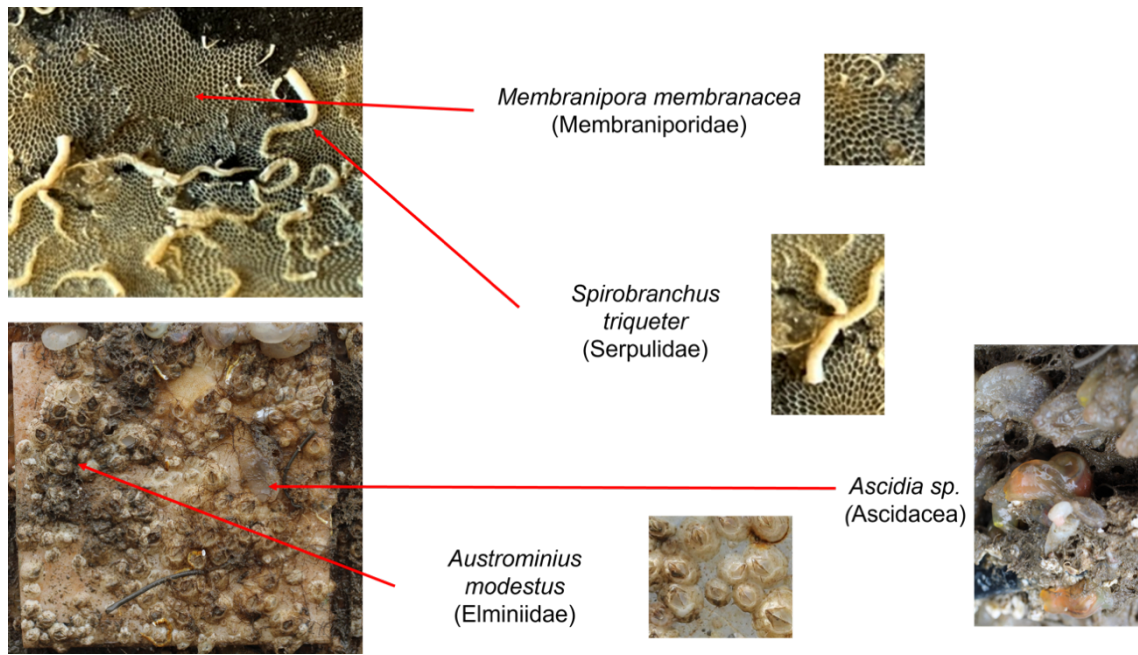 Membranipora membranacea
(Membraniporidae)
Spirobranchus
triqueter
(Serpulidae)
Ascidia sp.
(Ascidacea)
Austrominius
modestus
(Elminiidae)